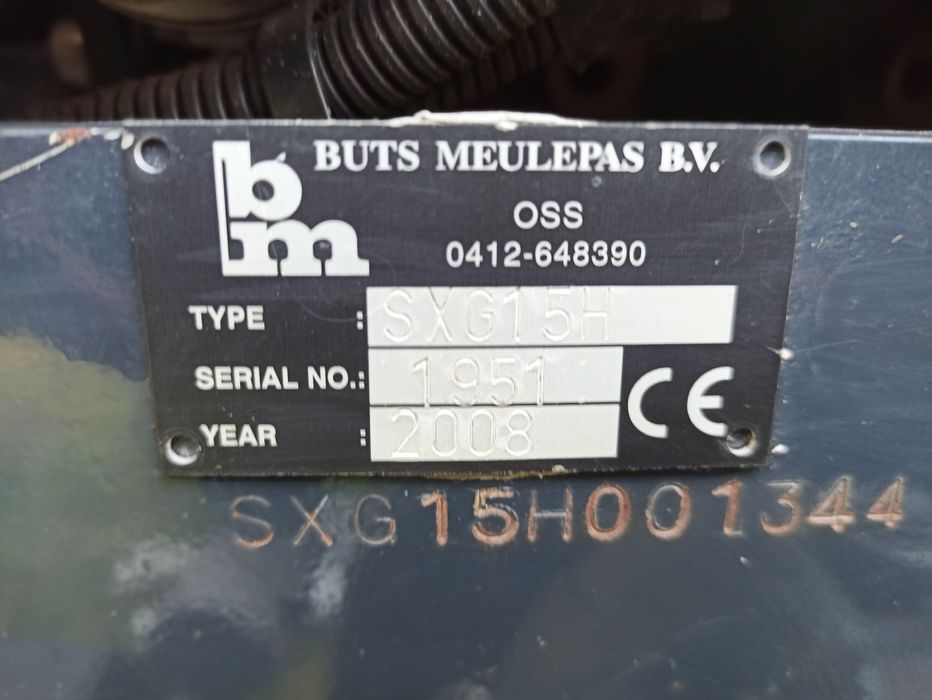 bm
BUTS MEULEPAS B.V.
OSS
0412-648390
TYPE : SXG15H
SERIAL NO.: 1951
YEAR : 2008
CE
SXG15H001344